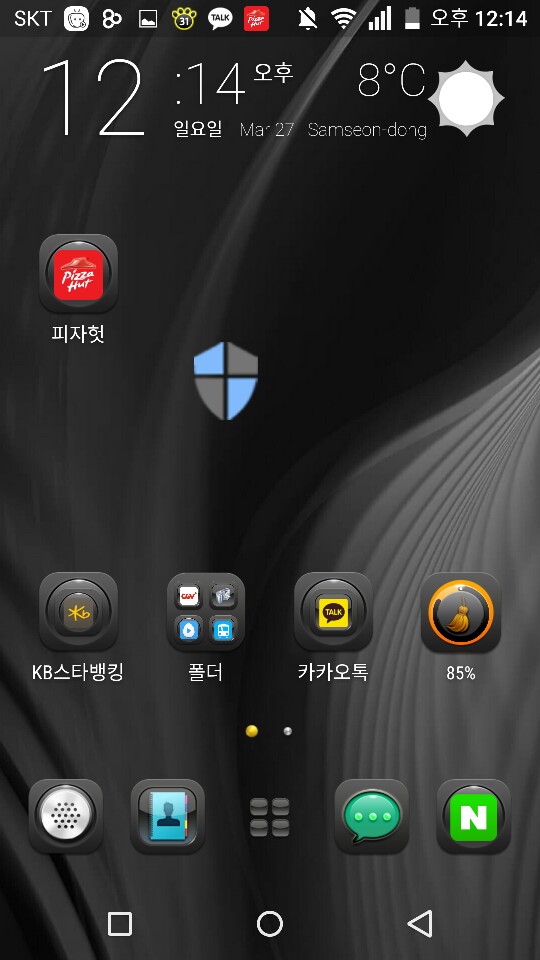 SKT 31 TALK Pizza Hut 오후 12:14
12 :14 오후 8°C
일요일 Mar 27 Samseon-dong
Pizza Hut
피자헛
CGV TALK
KB스타뱅킹 폴더 카카오톡 85%
N